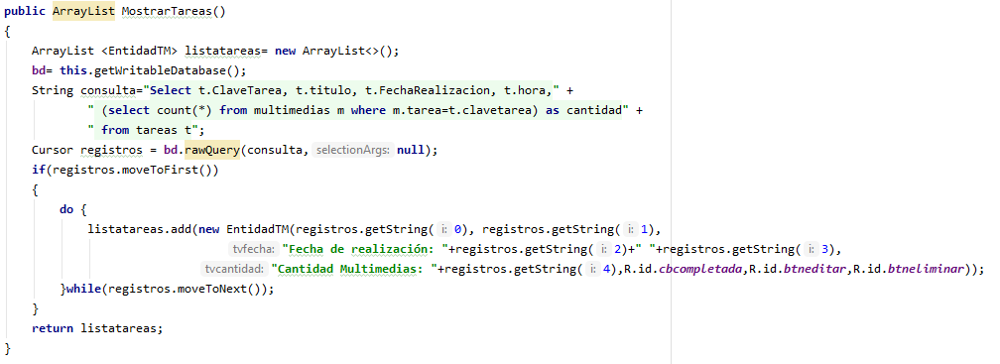 public ArrayList MostrarTareas()
{
ArrayList <EntidadTM> listatareas= new ArrayList<>();
bd= this.getWritableDatabase();
String consulta="Select t.ClaveTarea, t.titulo, t.FechaRealizacion, t.hora," +
" (select count(*) from multimedias m where m.tarea=t.clavetarea) as cantidad" +
" from tareas t";
Cursor registros = bd.rawQuery(consulta, selectionArgs: null);
if(registros.moveToFirst())
{
do {
listatareas.add(new EntidadTM(registros.getString( i: 0), registros.getString( i: 1),
tvfecha: "Fecha de realización: "+registros.getString( i: 2)+" "+registros.getString( i: 3),
tvcantidad: "Cantidad Multimedias: "+registros.getString( i: 4),R.id.cbcompletada,R.id.btneditar,R.id.btneliminar));
}while(registros.moveToNext());
}
return listatareas;
}